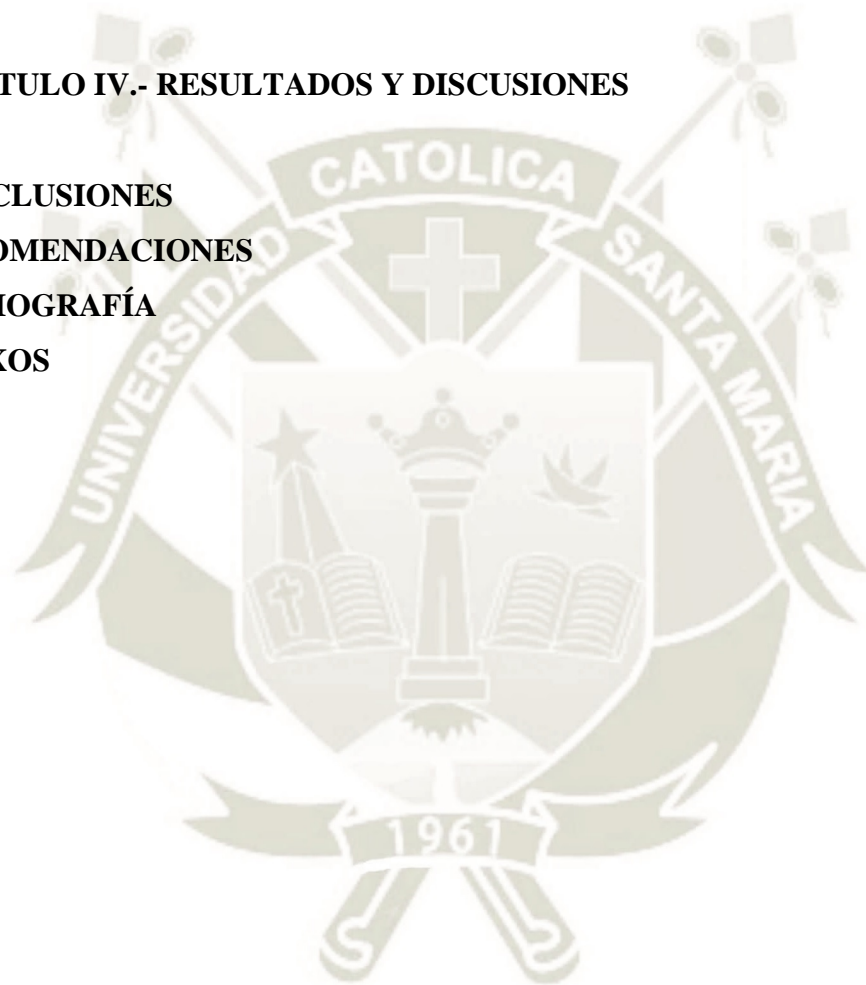 TULO IV.- RESULTADOS Y DISCUSIONES
CLUSIONES
OMENDACIONES
IOGRAFÍA
XOS
UNIVERSIDAD CATOLICA SANTA MARIA
1961